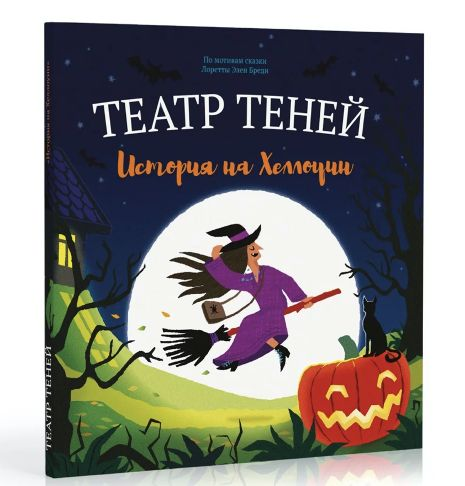 По мотивам сказки
Лоретты Элен Бреди
ТЕАТР ТЕНЕЙ
История на Хеллоуин
«История на Хеллоуин»
ТЕАТР ТЕНЕЙ